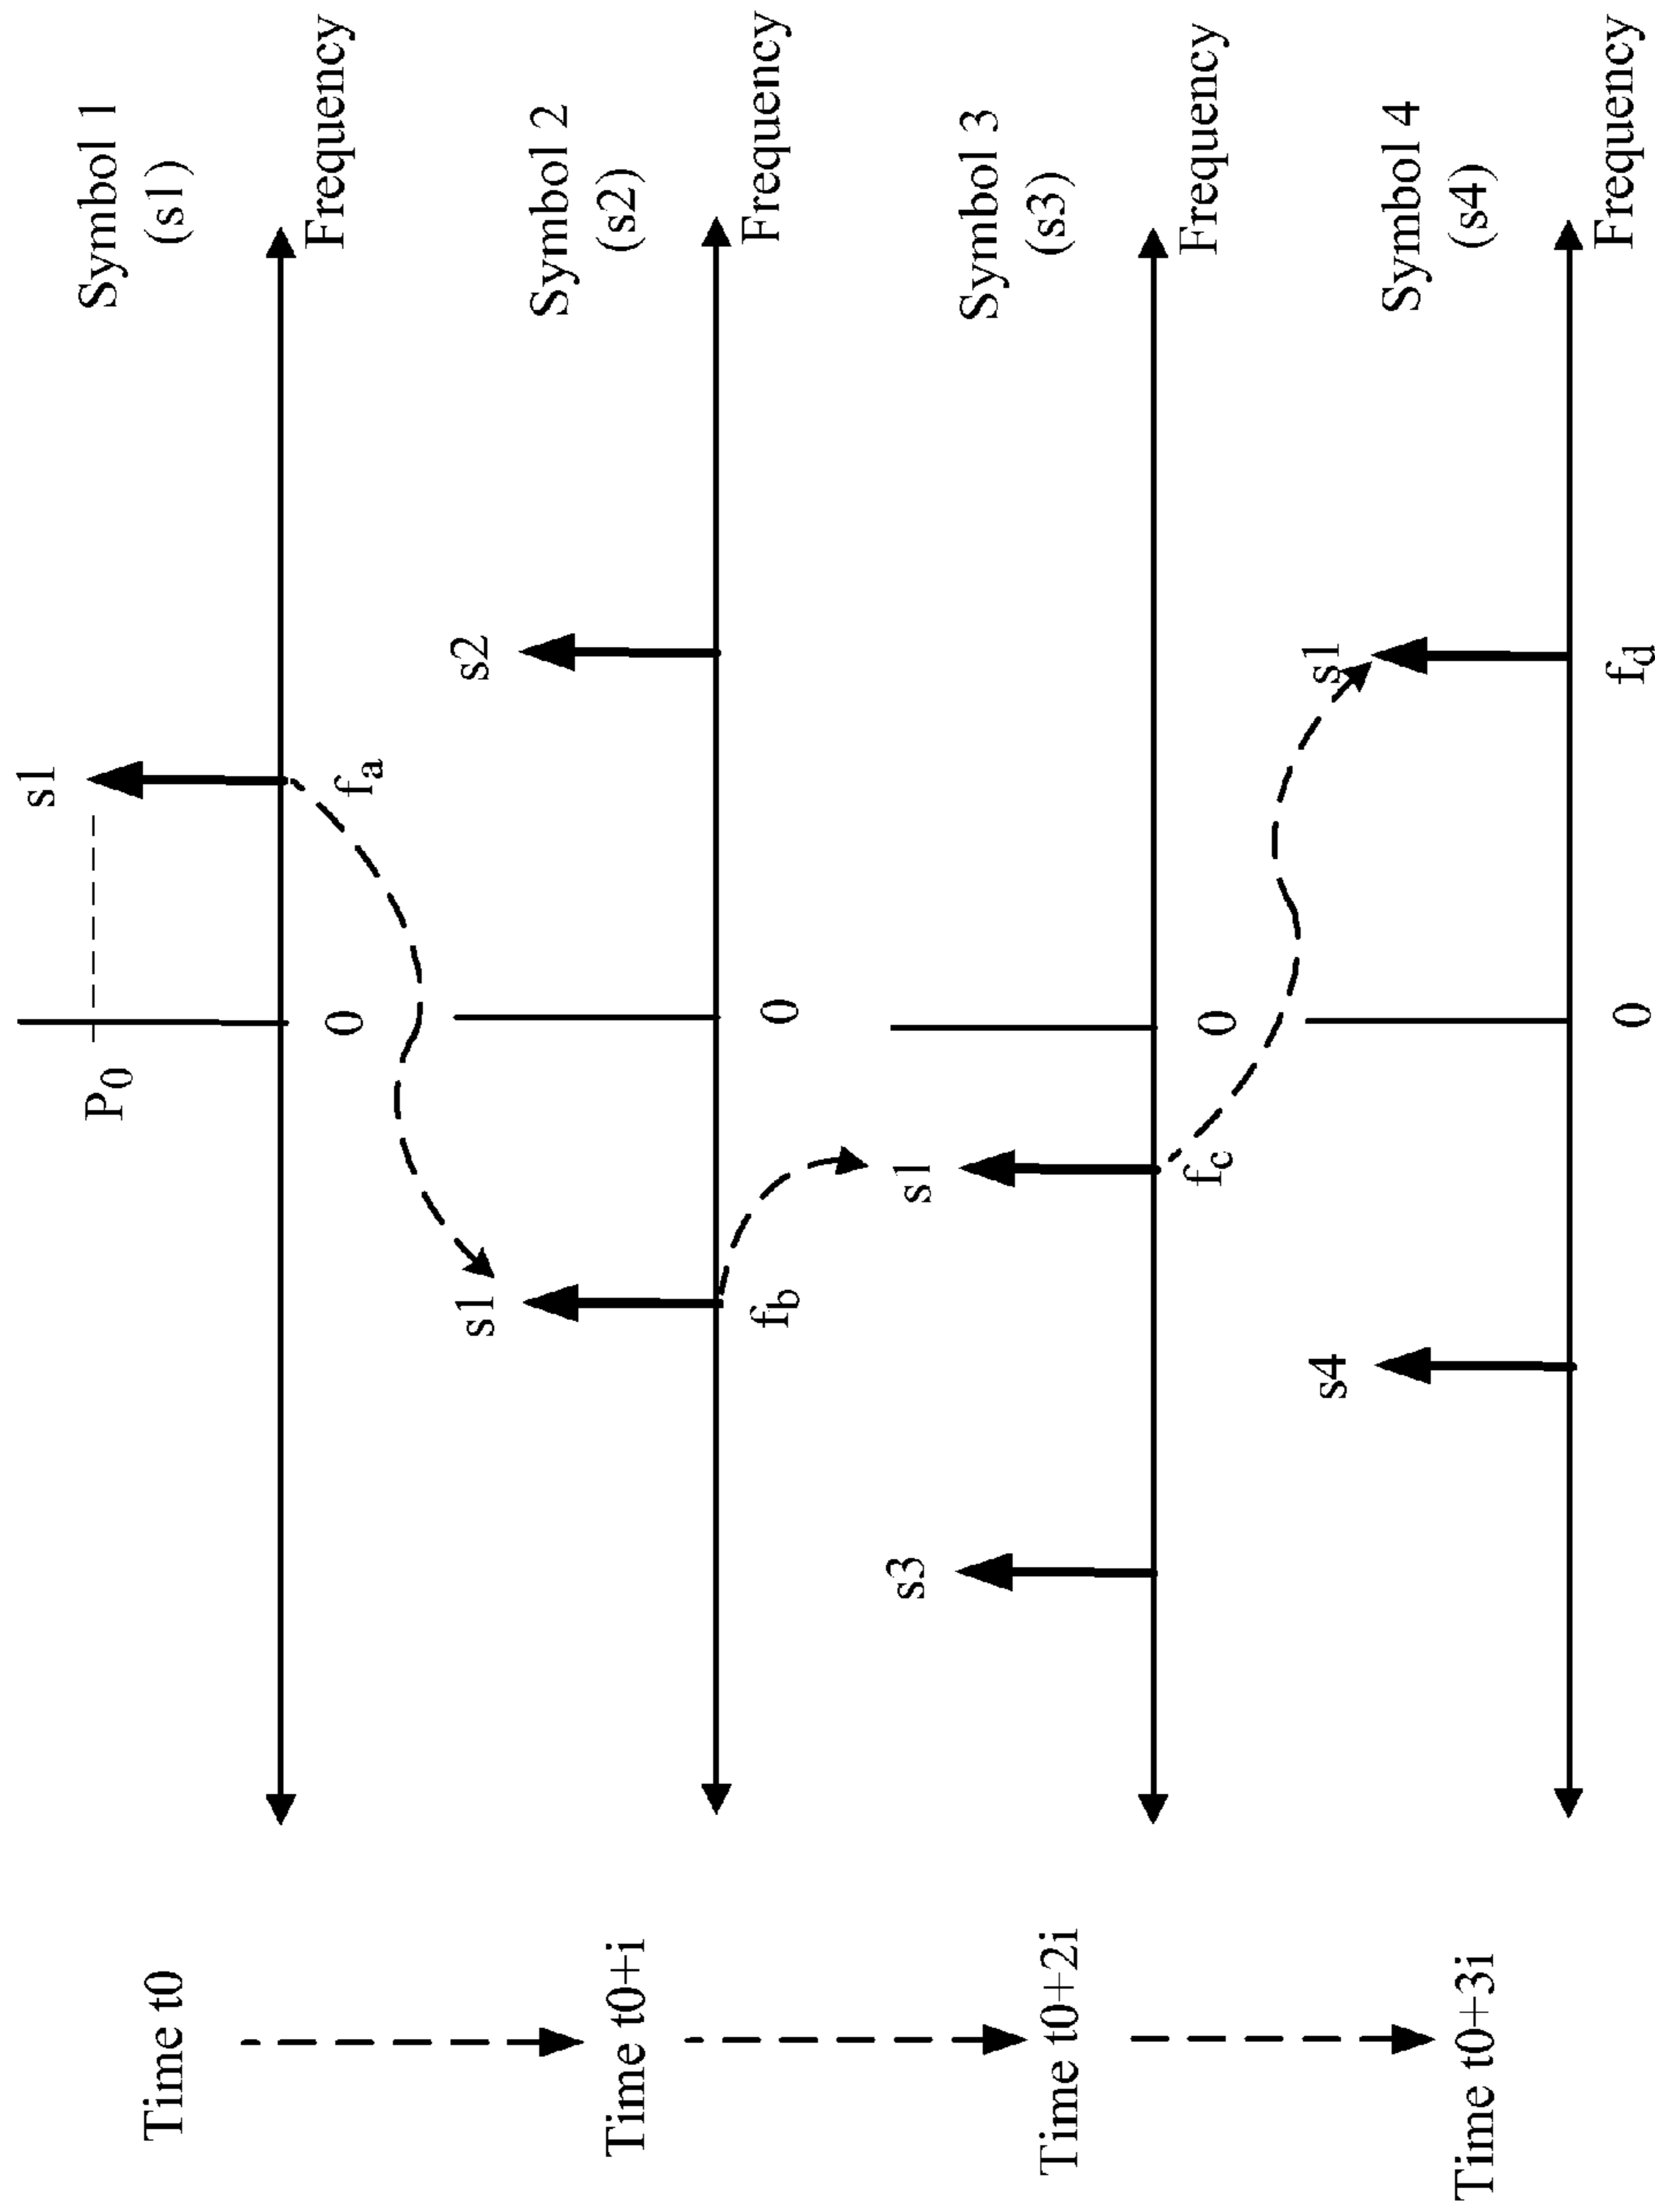 Time t0
P0
s1
Symbol 1
(s1)
0
fa
Frequency
Time t0+i
s1
s2
Symbol 2
(s2)
fb
0
Frequency
Time t0+2i
s3
s1
Symbol 3
(s3)
fc
0
Frequency
Time t0+3i
s4
s1
Symbol 4
(s4)
0
fd
Frequency